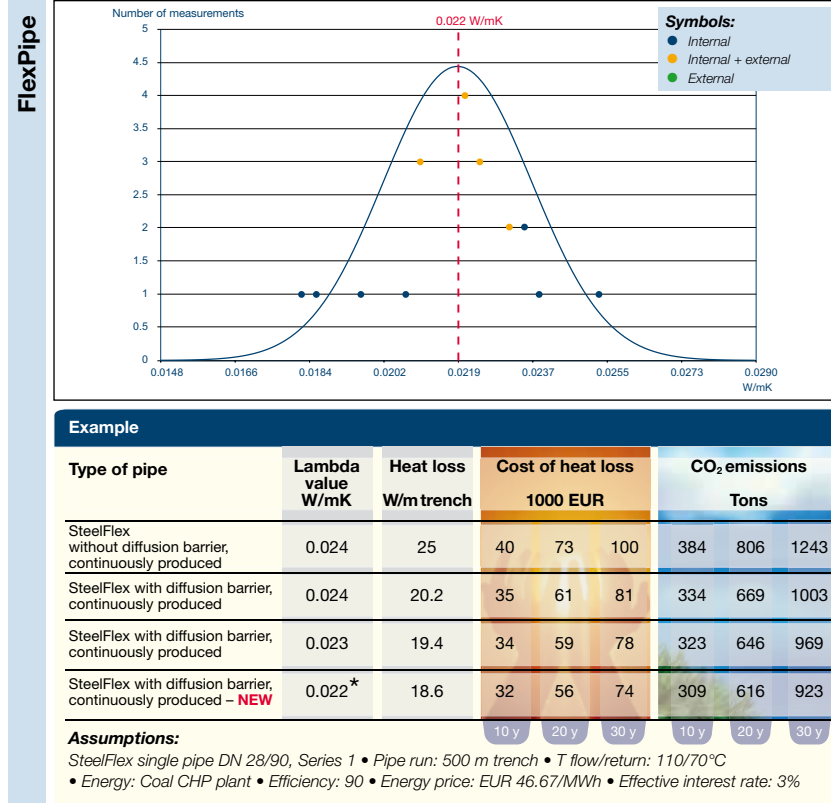 FlexPipe
Number of measurements
0.022 W/mK
Symbols:
Internal
Internal + external
External
5
4.5
4
3.5
3
2.5
2
1.5
1
0.5
0
0.0148 0.0166 0.0184 0.0202 0.0219 0.0237 0.0255 0.0273 0.0290
W/mK
Example
Type of pipe Lambda value W/mK Heat loss W/m trench Cost of heat loss 1000 EUR CO₂ emissions Tons
SteelFlex
without diffusion barrier,
continuously produced 0.024 25 40 73 100 384 806 1243
SteelFlex with diffusion barrier,
continuously produced 0.024 20.2 35 61 81 334 669 1003
SteelFlex with diffusion barrier,
continuously produced 0.023 19.4 34 59 78 323 646 969
SteelFlex with diffusion barrier,
continuously produced – NEW 0.022* 18.6 32 56 74 309 616 923
10 y 20 y 30 y 10 y 20 y 30 y
Assumptions:
SteelFlex single pipe DN 28/90, Series 1 • Pipe run: 500 m trench • T flow/return: 110/70°C
• Energy: Coal CHP plant • Efficiency: 90 • Energy price: EUR 46.67/MWh • Effective interest rate: 3%